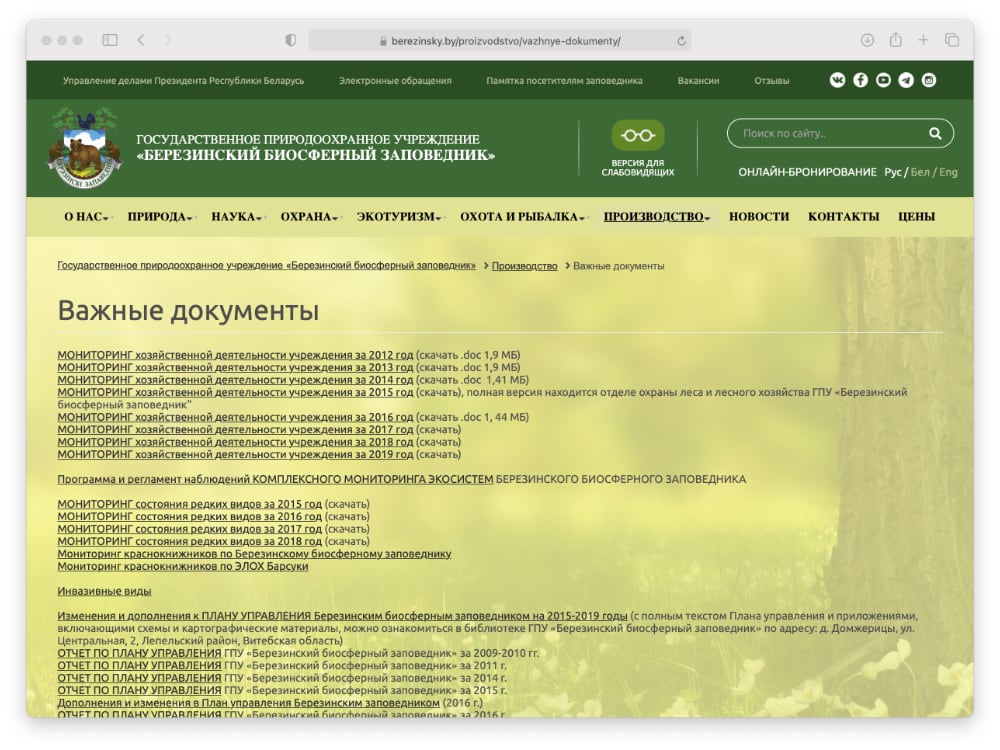 berezinsky.by/proizvodstvo/vazhnye-dokumenty/
Управление делами Президента Республики Беларусь
Электронные обращения
Памятка посетителям заповедника
Вакансии
Отзывы
ГОСУДАРСТВЕННОЕ ПРИРОДООХРАННОЕ УЧРЕЖДЕНИЕ
«БЕРЕЗИНСКИЙ БИОСФЕРНЫЙ ЗАПОВЕДНИК»
ВЕРСИЯ ДЛЯ
СЛАБОВИДЯЩИХ
Поиск по сайту..
ОНЛАЙН-БРОНИРОВАНИЕ Рус / Бел / Eng
О НАС ПРИРОДА НАУКА ОХРАНА ЭКОТУРИЗМ ОХОТА И РЫБАЛКА ПРОИЗВОДСТВО НОВОСТИ КОНТАКТЫ ЦЕНЫ
Государственное природоохранное учреждение «Березинский биосферный заповедник» > Производство > Важные документы
Важные документы
МОНИТОРИНГ хозяйственной деятельности учреждения за 2012 год (скачать .doc 1,9 МБ)
МОНИТОРИНГ хозяйственной деятельности учреждения за 2013 год (скачать .doc 1,9 МБ)
МОНИТОРИНГ хозяйственной деятельности учреждения за 2014 год (скачать .doc 1,41 МБ)
МОНИТОРИНГ хозяйственной деятельности учреждения за 2015 год (скачать), полная версия находится отделе охраны леса и лесного хозяйства ГПУ «Березинский
биосферный заповедник"
МОНИТОРИНГ хозяйственной деятельности учреждения за 2016 год (скачать .doc 1, 44 МБ)
МОНИТОРИНГ хозяйственной деятельности учреждения за 2017 год (скачать)
МОНИТОРИНГ хозяйственной деятельности учреждения за 2018 год (скачать)
МОНИТОРИНГ хозяйственной деятельности учреждения за 2019 год (скачать)
Программа и регламент наблюдений КОМПЛЕКСНОГО МОНИТОРИНГА ЭКОСИСТЕМ БЕРЕЗИНСКОГО БИОСФЕРНОГО ЗАПОВЕДНИКА
МОНИТОРИНГ состояния редких видов за 2015 год (скачать)
МОНИТОРИНГ состояния редких видов за 2016 год (скачать)
МОНИТОРИНГ состояния редких видов за 2017 год (скачать)
МОНИТОРИНГ состояния редких видов за 2018 год (скачать)
Мониторинг краснокнижников по Березинскому биосферному заповеднику
Мониторинг краснокнижников по ЭЛОХ Барсуки
Инвазивные виды
Изменения и дополнения к ПЛАНУ УПРАВЛЕНИЯ Березинским биосферным заповедником на 2015-2019 годы (с полным текстом Плана управления и приложениями,
включающими схемы и картографические материалы, можно ознакомиться в библиотеке ГПУ «Березинский биосферный заповедник» по адресу: д. Домжерицы, ул.
Центральная, 2, Лепельский район, Витебская область)
ОТЧЕТ ПО ПЛАНУ УПРАВЛЕНИЯ ГПУ «Березинский биосферный заповедник» за 2009-2010 гг.
ОТЧЕТ ПО ПЛАНУ УПРАВЛЕНИЯ ГПУ «Березинский биосферный заповедник» за 2011 г.
ОТЧЕТ ПО ПЛАНУ УПРАВЛЕНИЯ ГПУ «Березинский биосферный заповедник» за 2014 г.
ОТЧЕТ ПО ПЛАНУ УПРАВЛЕНИЯ ГПУ «Березинский биосферный заповедник» за 2015 г.
Дополнения и изменения в План управления Березинским заповедником (2016 г.)
ОТЧЕТ ПО ПЛАНУ УПРАВЛЕНИЯ ГПУ «Березинский биосферный заповедник» за 2016 г.